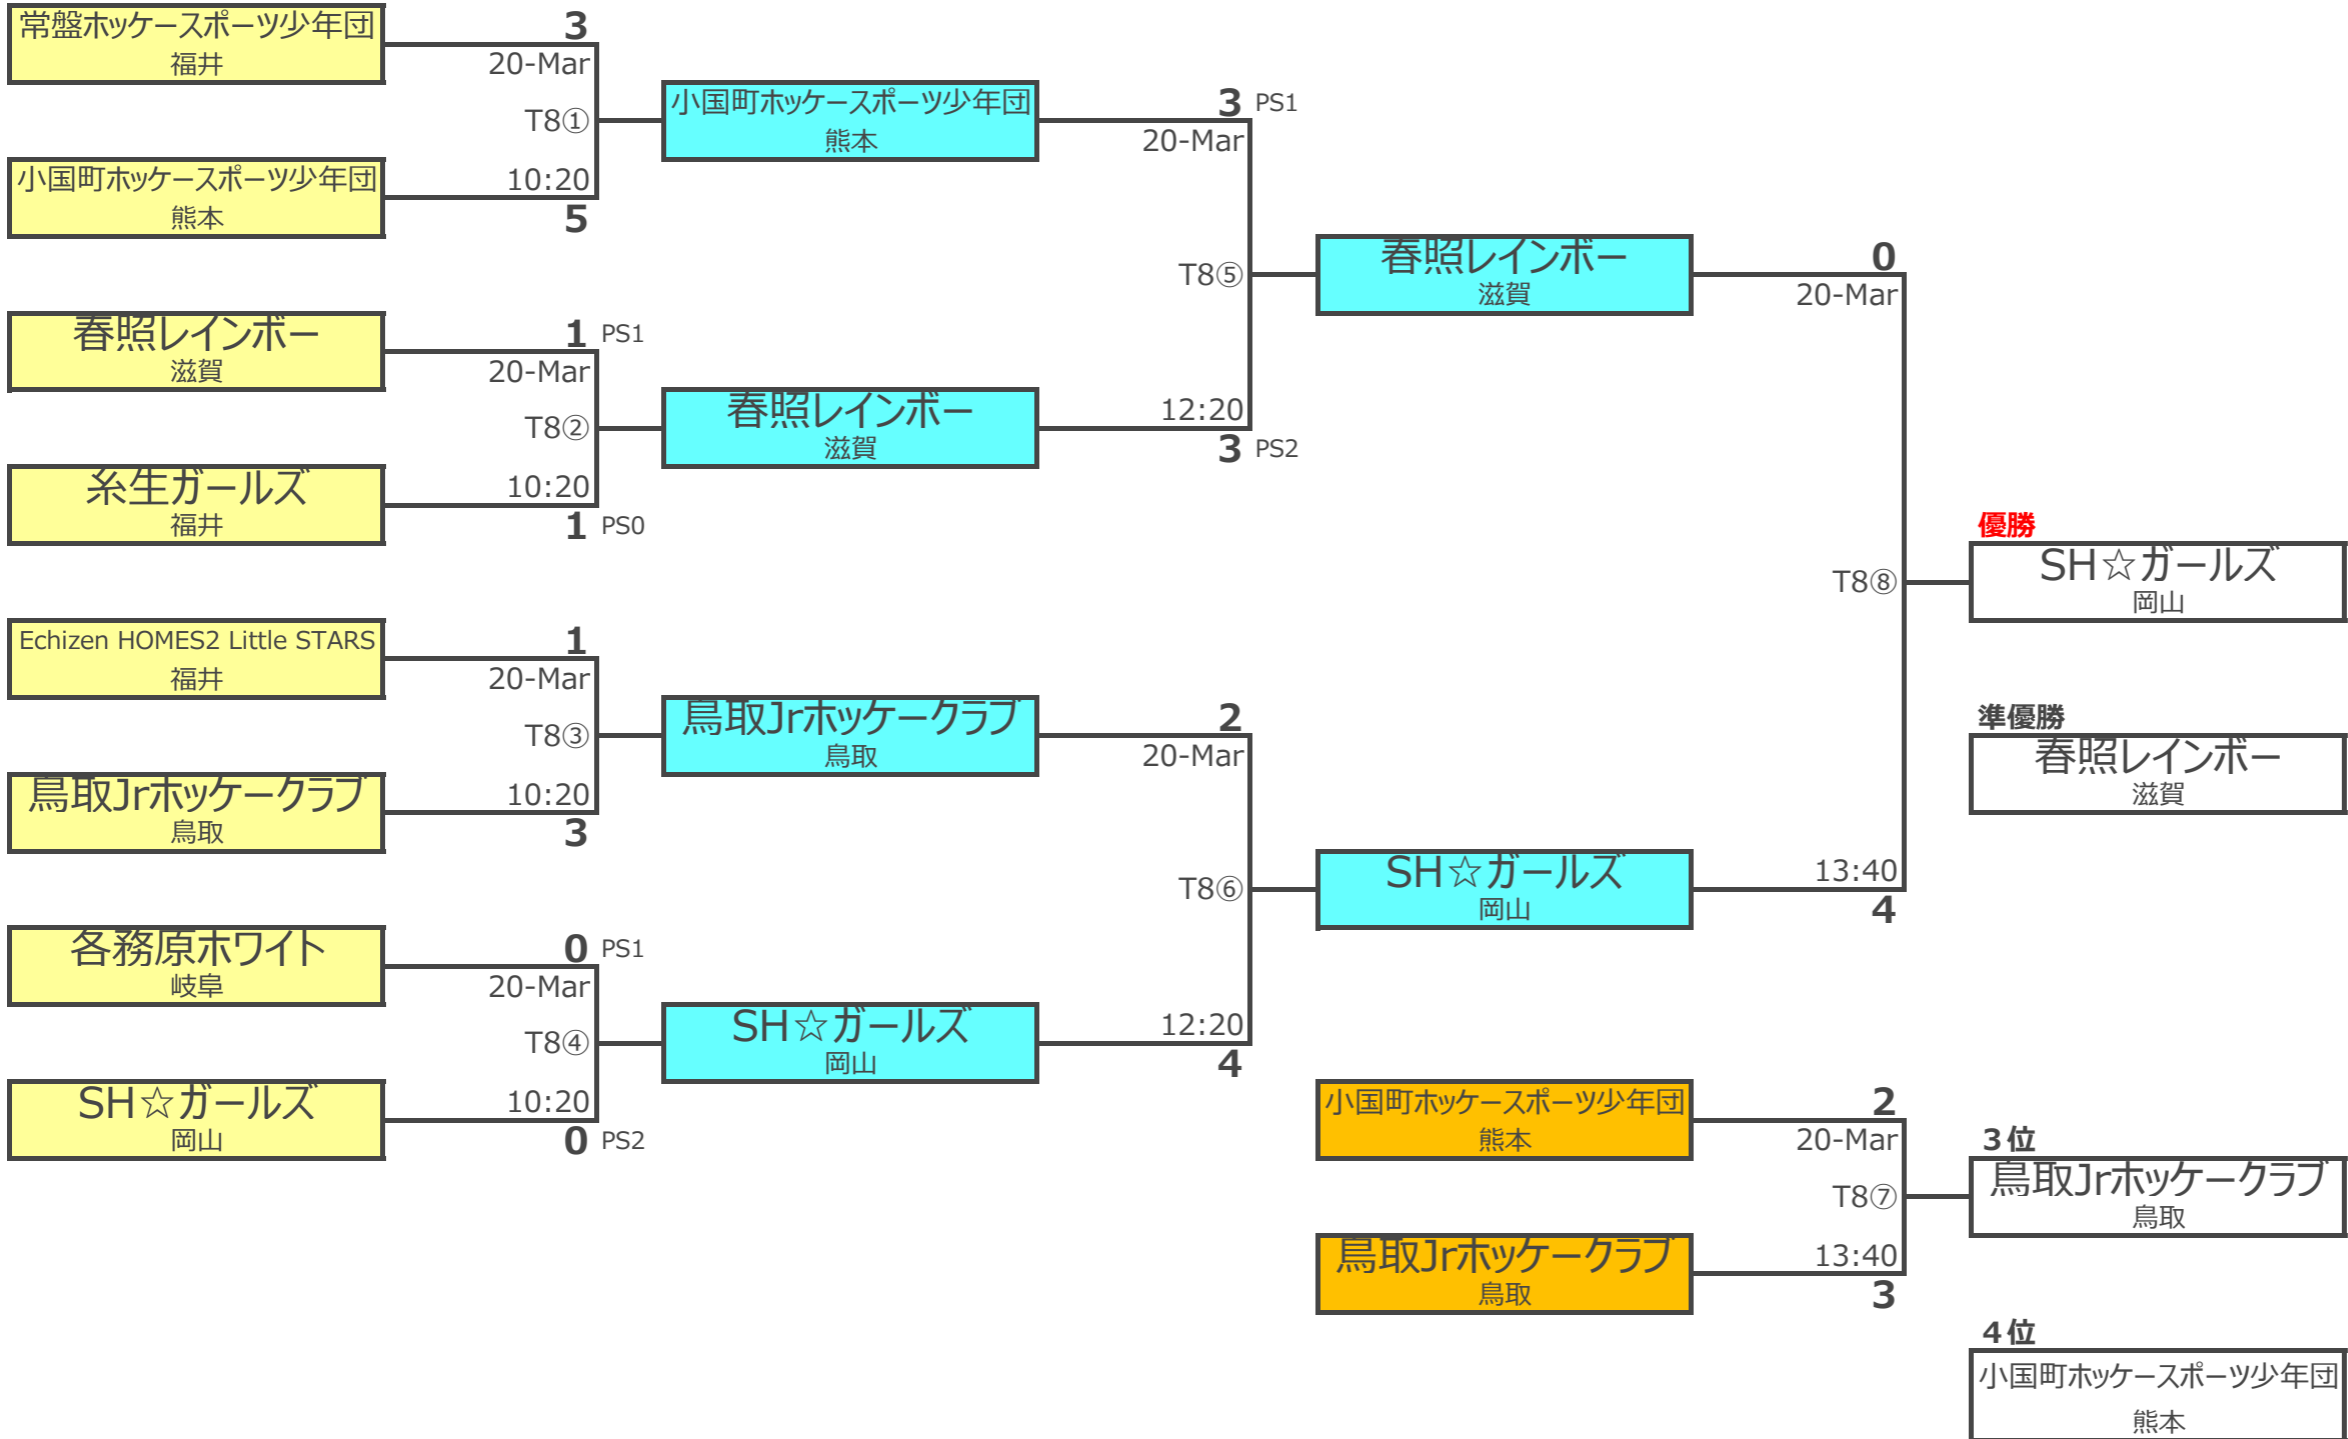 常盤ホッケースポーツ少年団
福井
3
20-Mar
T8①
10:20
5
小国町ホッケースポーツ少年団
熊本
春照レインボー
滋賀
1 PS1
20-Mar
T8②
10:20
1 PS0
糸生ガールズ
福井
Echizen HOMES2 Little STARS
福井
1
20-Mar
T8③
10:20
3
鳥取Jrホッケークラブ
鳥取
各務原ホワイト
岐阜
0 PS1
20-Mar
T8④
10:20
0 PS2
SH☆ガールズ
岡山
小国町ホッケースポーツ少年団
熊本
3 PS1
20-Mar
T8⑤
12:20
3 PS2
春照レインボー
滋賀
鳥取Jrホッケークラブ
鳥取
2
20-Mar
T8⑥
12:20
4
SH☆ガールズ
岡山
春照レインボー
滋賀
0
20-Mar
T8⑧
13:40
4
SH☆ガールズ
岡山
小国町ホッケースポーツ少年団
熊本
2
20-Mar
T8⑦
13:40
3
鳥取Jrホッケークラブ
鳥取
優勝
SH☆ガールズ
岡山
準優勝
春照レインボー
滋賀
3位
鳥取Jrホッケークラブ
鳥取
4位
小国町ホッケースポーツ少年団
熊本